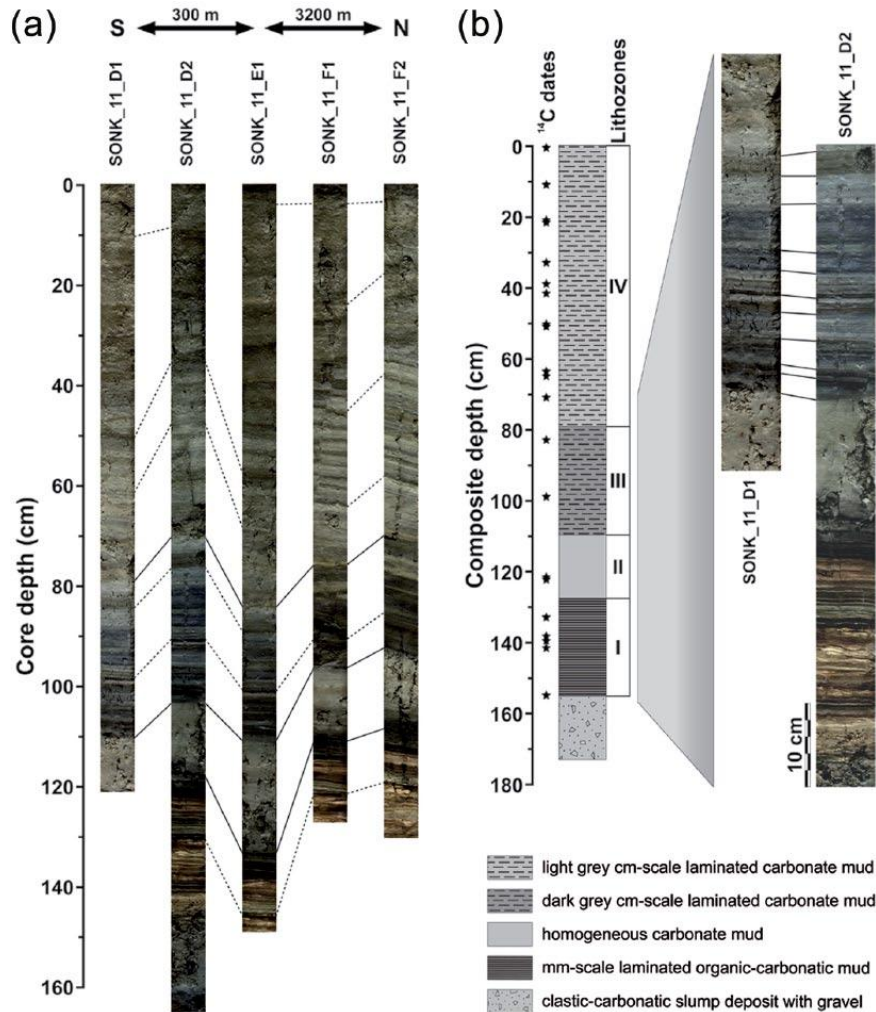 (a)
S 300 m 3200 m N
SONK_11_D1
SONK_11_D2
SONK_11_E1
SONK_11_F1
SONK_11_F2
Core depth (cm)
0
20
40
60
80
100
120
140
160
(b)
¹⁴C dates
Lithozones
SONK_11_D2
Composite depth (cm)
0
20
40
60
80
100
120
140
160
180
IV
III
II
I
SONK_11_D1
10 cm
light grey cm-scale laminated carbonate mud
dark grey cm-scale laminated carbonate mud
homogeneous carbonate mud
mm-scale laminated organic-carbonatic mud
clastic-carbonatic slump deposit with gravel